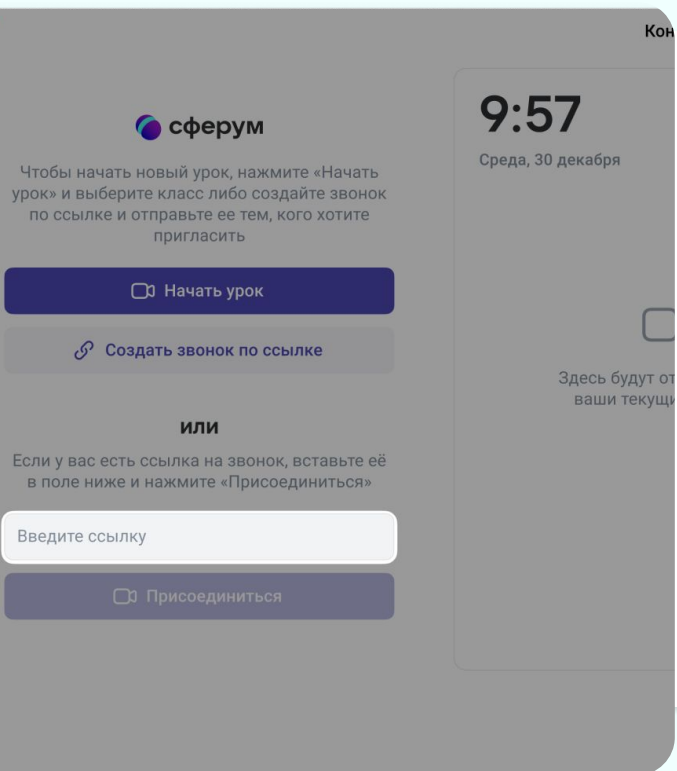 Кон
сферум
Чтобы начать новый урок, нажмите «Начать
урок» и выберите класс либо создайте звонок
по ссылке и отправьте ее тем, кого хотите
пригласить
Начать урок
Создать звонок по ссылке
или
Если у вас есть ссылка на звонок, вставьте её
в поле ниже и нажмите «Присоединиться»
Введите ссылку
Присоединиться
9:57
Среда, 30 декабря
Здесь будут от
ваши текущи